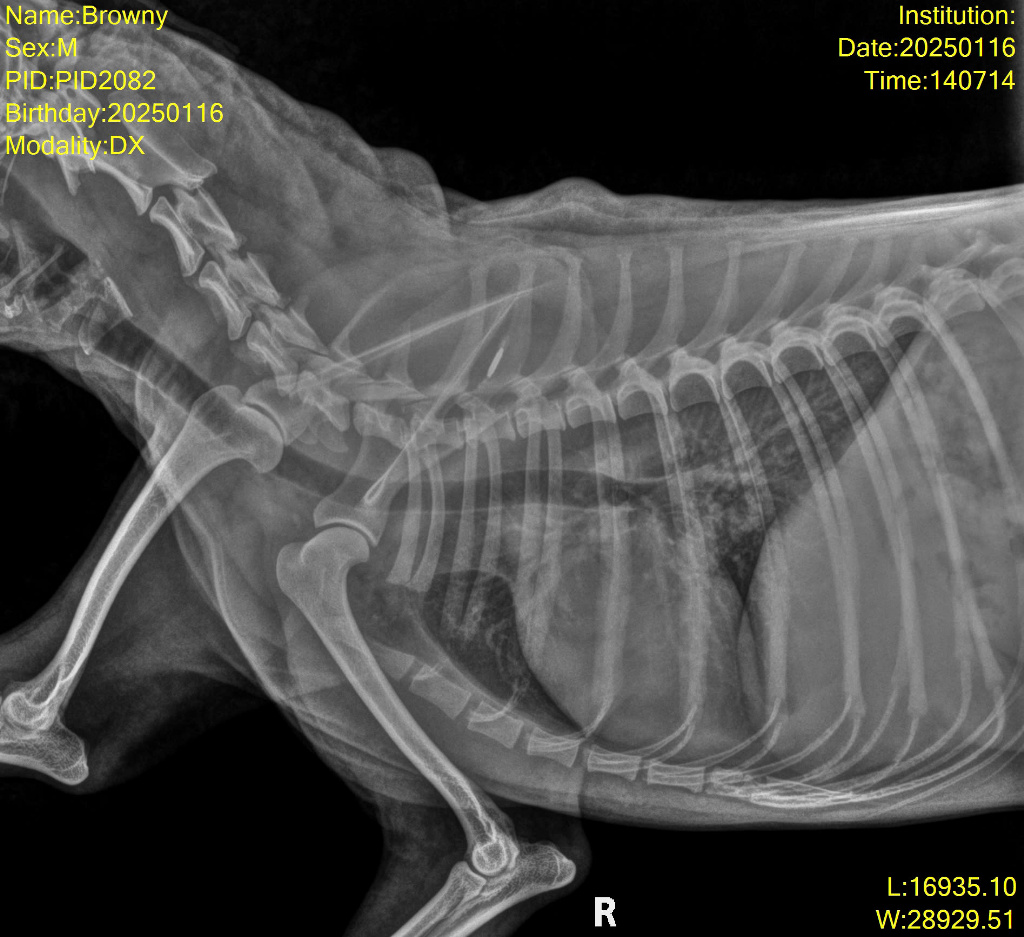 Name:Browny
Sex:M
PID:PID2082
Birthday:20250116
Modality:DX
Institution:
Date:20250116
Time:140714
R
L:16935.10
W:28929.51